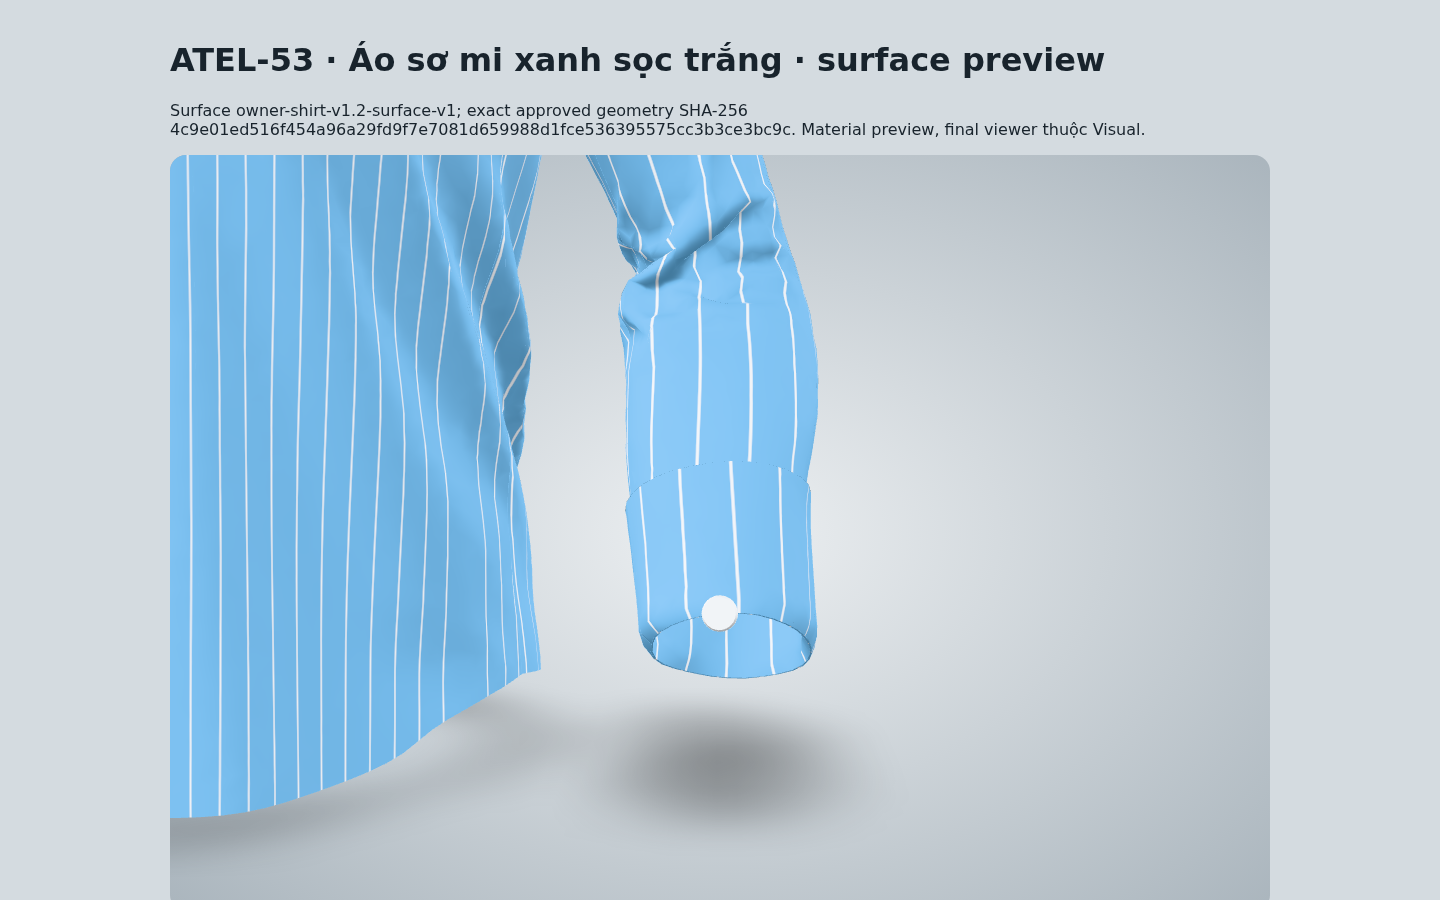 ATEL-53 · Áo sơ mi xanh sọc trắng · surface preview
Surface owner-shirt-v1.2-surface-v1; exact approved geometry SHA-256
4c9e01ed516f454a96a29fd9f7e7081d659988d1fce536395575cc3b3ce3bc9c. Material preview, final viewer thuộc Visual.